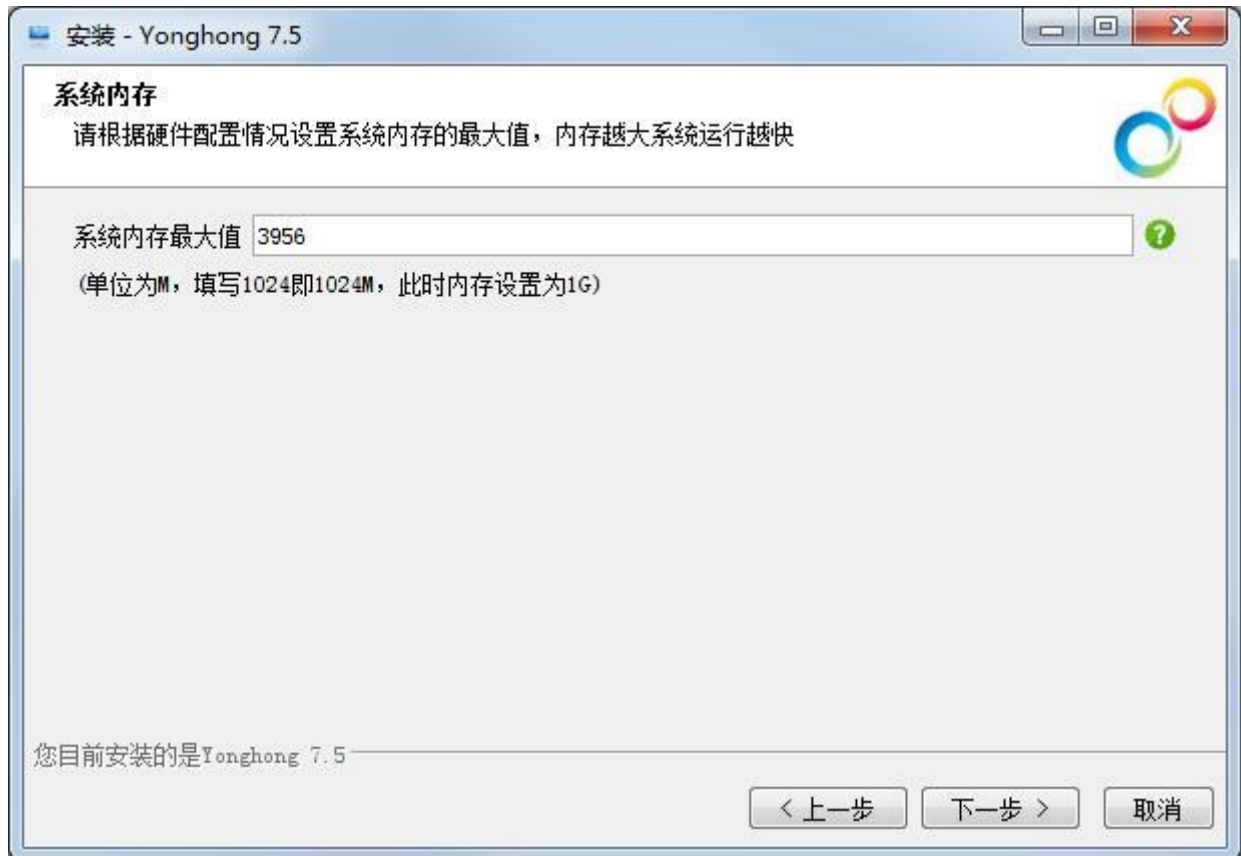 安装 - Yonghong 7.5
系统内存
请根据硬件配置情况设置系统内存的最大值，内存越大系统运行越快
系统内存最大值 3956
(单位为M，填写1024即1024M，此时内存设置为1G)
您目前安装的是Yonghong 7.5
< 上一步 下一步 > 取消